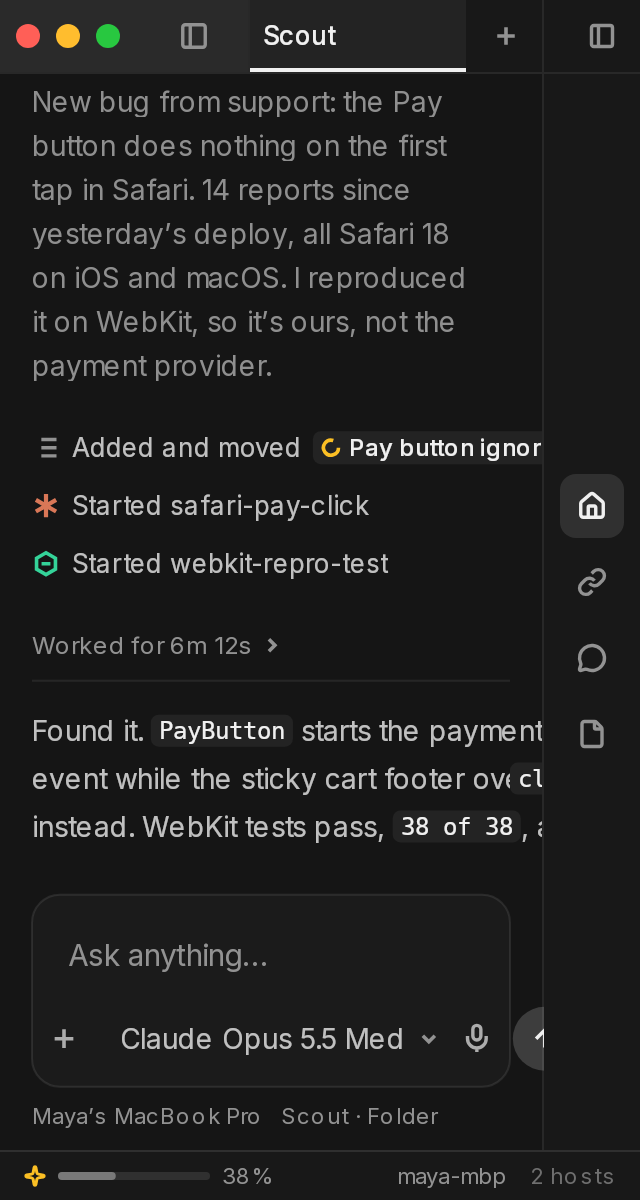 Scout
New bug from support: the Pay
button does nothing on the first
tap in Safari. 14 reports since
yesterday’s deploy, all Safari 18
on iOS and macOS. I reproduced
it on WebKit, so it’s ours, not the
payment provider.
Added and moved Pay button ignor
Started safari-pay-click
Started webkit-repro-test
Worked for 6m 12s
Found it. PayButton starts the payment
event while the sticky cart footer ove cl
instead. WebKit tests pass, 38 of 38, a
Ask anything…
Claude Opus 5.5 Med
Maya’s MacBook Pro Scout · Folder
38% maya-mbp 2 hosts